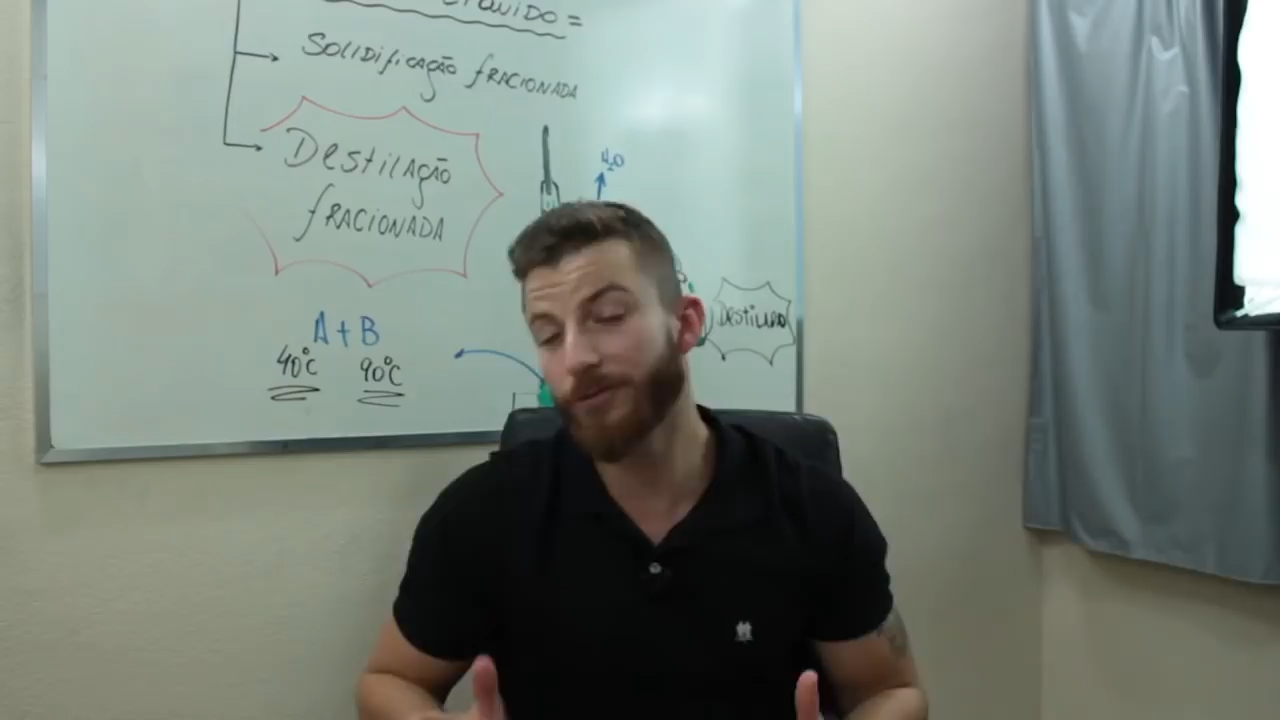 Solidificação fracionada
Destilação
fracionada
A + B
40°C 90°C
H₂O
Destilado